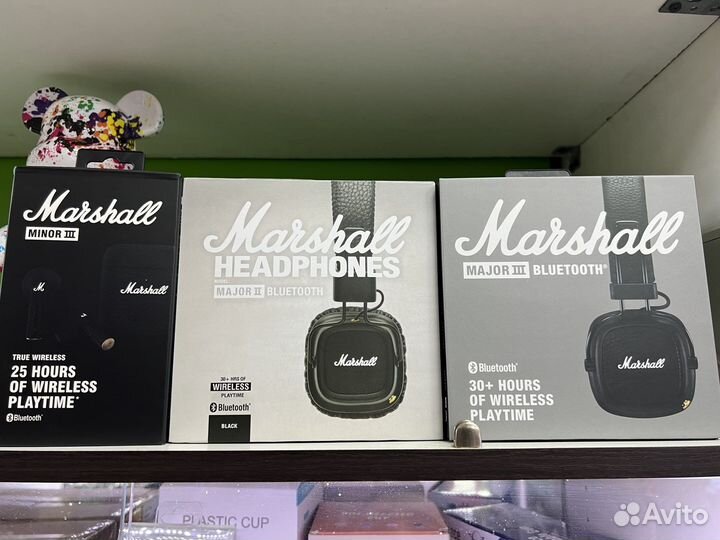 Marshall
MINOR III
M
Marshall
TRUE WIRELESS
25 HOURS
OF WIRELESS
PLAYTIME*
Bluetooth®
Marshall
HEADPHONES
MODEL
MAJOR II BLUETOOTH
Marshall
30+ HRS OF
WIRELESS
PLAYTIME
Bluetooth®
BLACK
Marshall
MAJOR III BLUETOOTH®
Marshall
Bluetooth®
30+ HOURS
OF WIRELESS
PLAYTIME
PLASTIC CUP
Avito